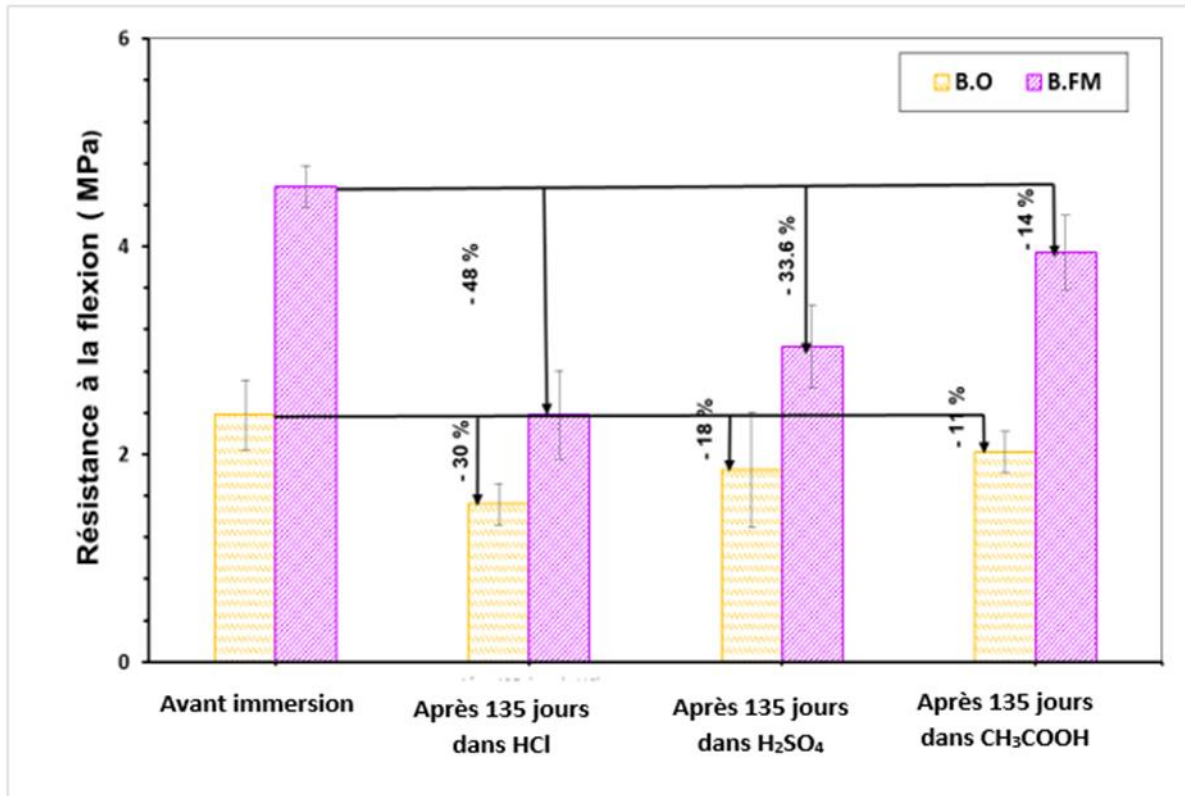 6
4
2
0
Résistance à la flexion ( MPa)
B.O
B.FM
- 48 %
- 33.6 %
- 14 %
- 30 %
- 18 %
- 11 %
Avant immersion
Après 135 jours
dans HCl
Après 135 jours
dans H₂SO₄
Après 135 jours
dans CH₃COOH